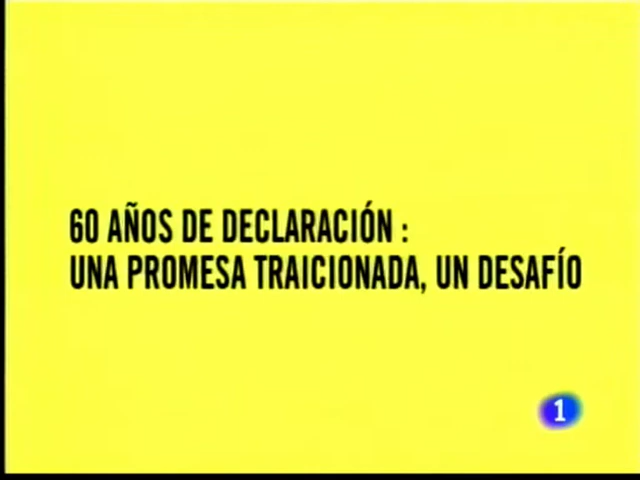 60 AÑOS DE DECLARACIÓN :
UNA PROMESA TRAICIONADA, UN DESAFÍO
1